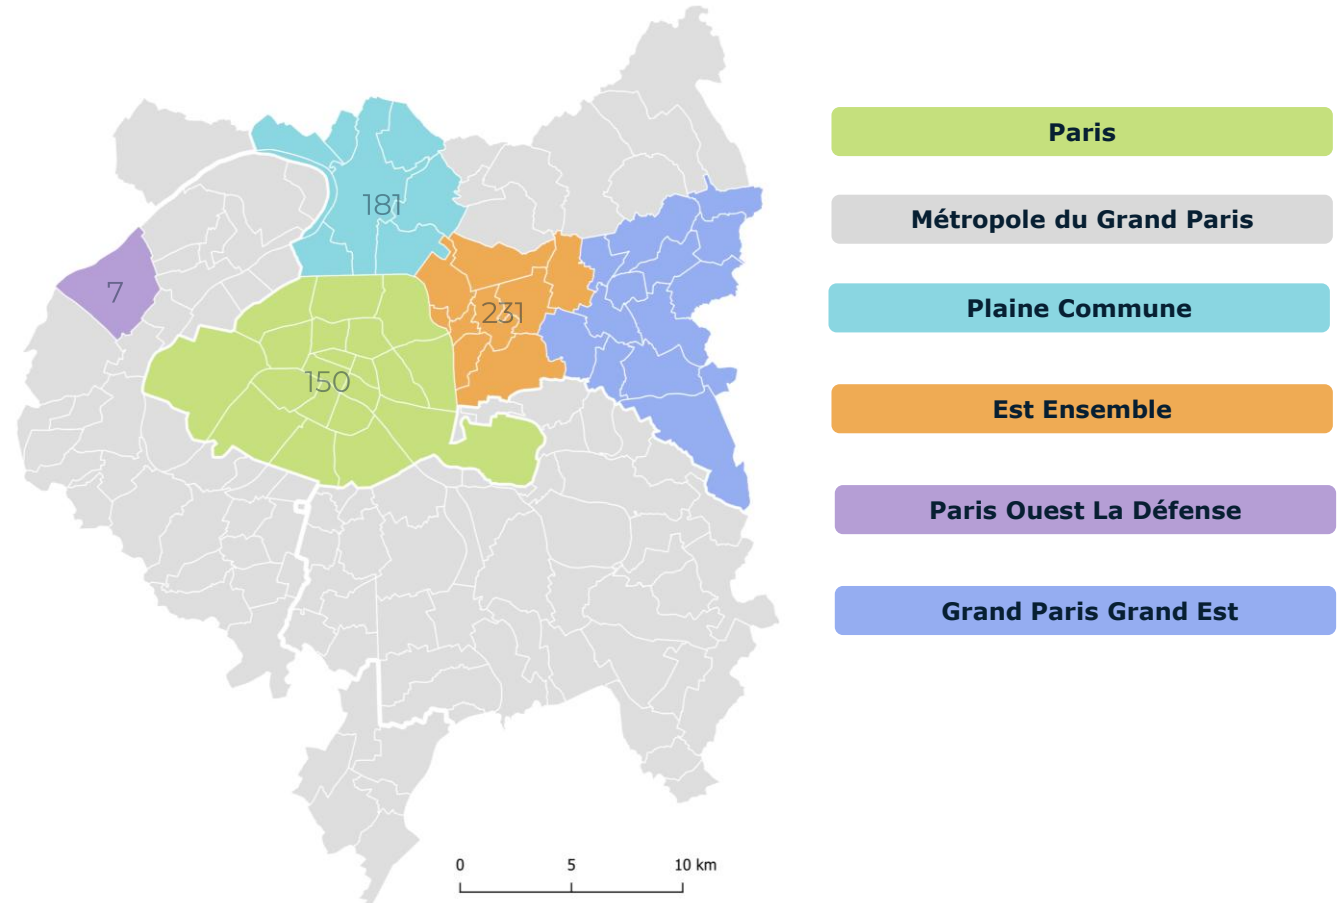 181
7
231
150
0 5 10 km
Paris
Métropole du Grand Paris
Plaine Commune
Est Ensemble
Paris Ouest La Défense
Grand Paris Grand Est